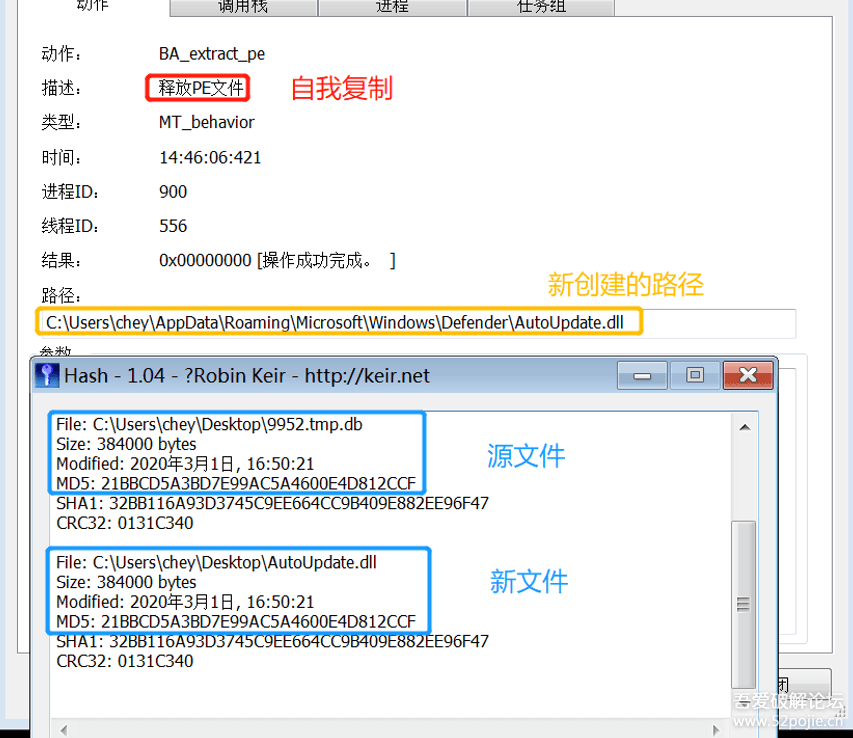 动作 调用栈 进程 任务组
动作: BA_extract_pe
描述: 释放PE文件 自我复制
类型: MT_behavior
时间: 14:46:06:421
进程ID: 900
线程ID: 556
结果: 0x00000000 [操作成功完成。 ]
新创建的路径
路径:
C:\Users\chey\AppData\Roaming\Microsoft\Windows\Defender\AutoUpdate.dll
参数
Hash - 1.04 - ?Robin Keir - http://keir.net
File: C:\Users\chey\Desktop\9952.tmp.db
Size: 384000 bytes
源文件
Modified: 2020年3月1日, 16:50:21
MD5: 21BBCD5A3BD7E99AC5A4600E4D812CCF
SHA1: 32BB116A93D3745C9EE664CC9B409E882EE96F47
CRC32: 0131C340
File: C:\Users\chey\Desktop\AutoUpdate.dll
Size: 384000 bytes
新文件
Modified: 2020年3月1日, 16:50:21
MD5: 21BBCD5A3BD7E99AC5A4600E4D812CCF
SHA1: 32BB116A93D3745C9EE664CC9B409E882EE96F47
CRC32: 0131C340
闭
吾爱破解论坛
www.52pojie.cn